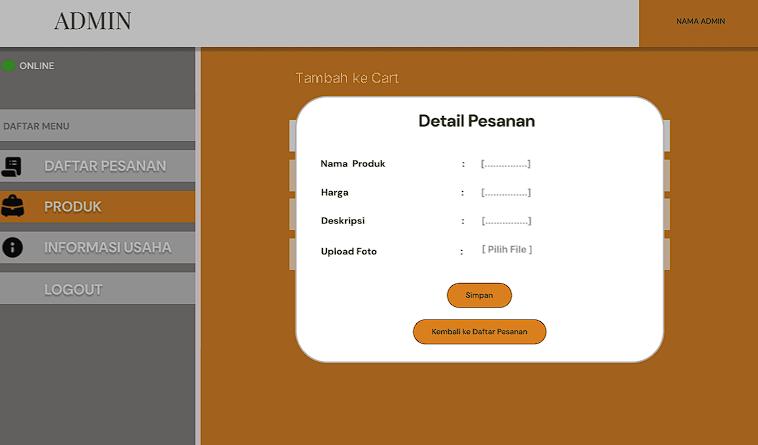 ADMIN
NAMA ADMIN
ONLINE
Tambah ke Cart
DAFTAR MENU
DAFTAR PESANAN
PRODUK
INFORMASI USAHA
LOGOUT
Detail Pesanan
Nama Produk : [...............]
Harga : [...............]
Deskripsi : [...............]
Upload Foto : [ Pilih File ]
Simpan
Kembali ke Daftar Pesanan